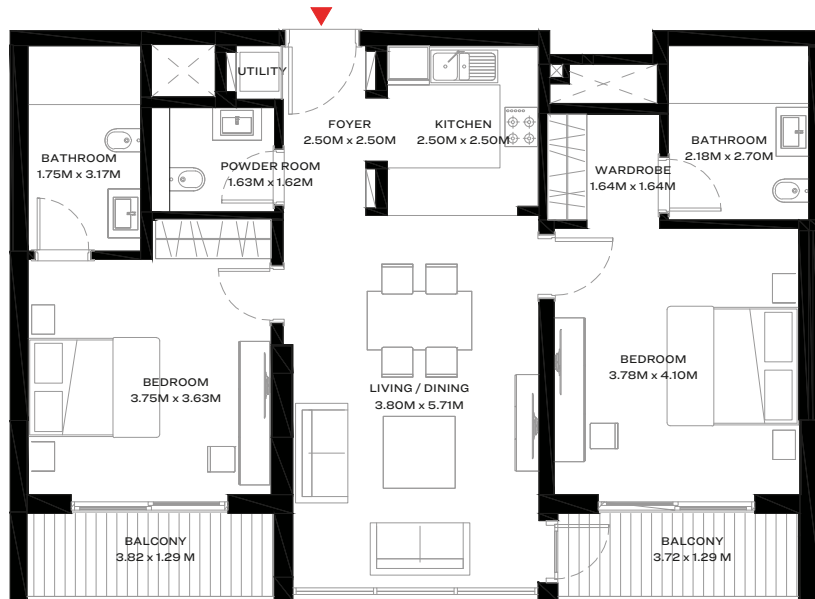 UTILITY
FOYER
2.50M x 2.50M
KITCHEN
2.50M x 2.50M
BATHROOM
1.75M x 3.17M
POWDER ROOM
1.63M x 1.62M
WARDROBE
1.64M x 1.64M
BATHROOM
2.18M x 2.70M
BEDROOM
3.75M x 3.63M
LIVING / DINING
3.80M x 5.71M
BEDROOM
3.78M x 4.10M
BALCONY
3.82 x 1.29 M
BALCONY
3.72 x 1.29 M